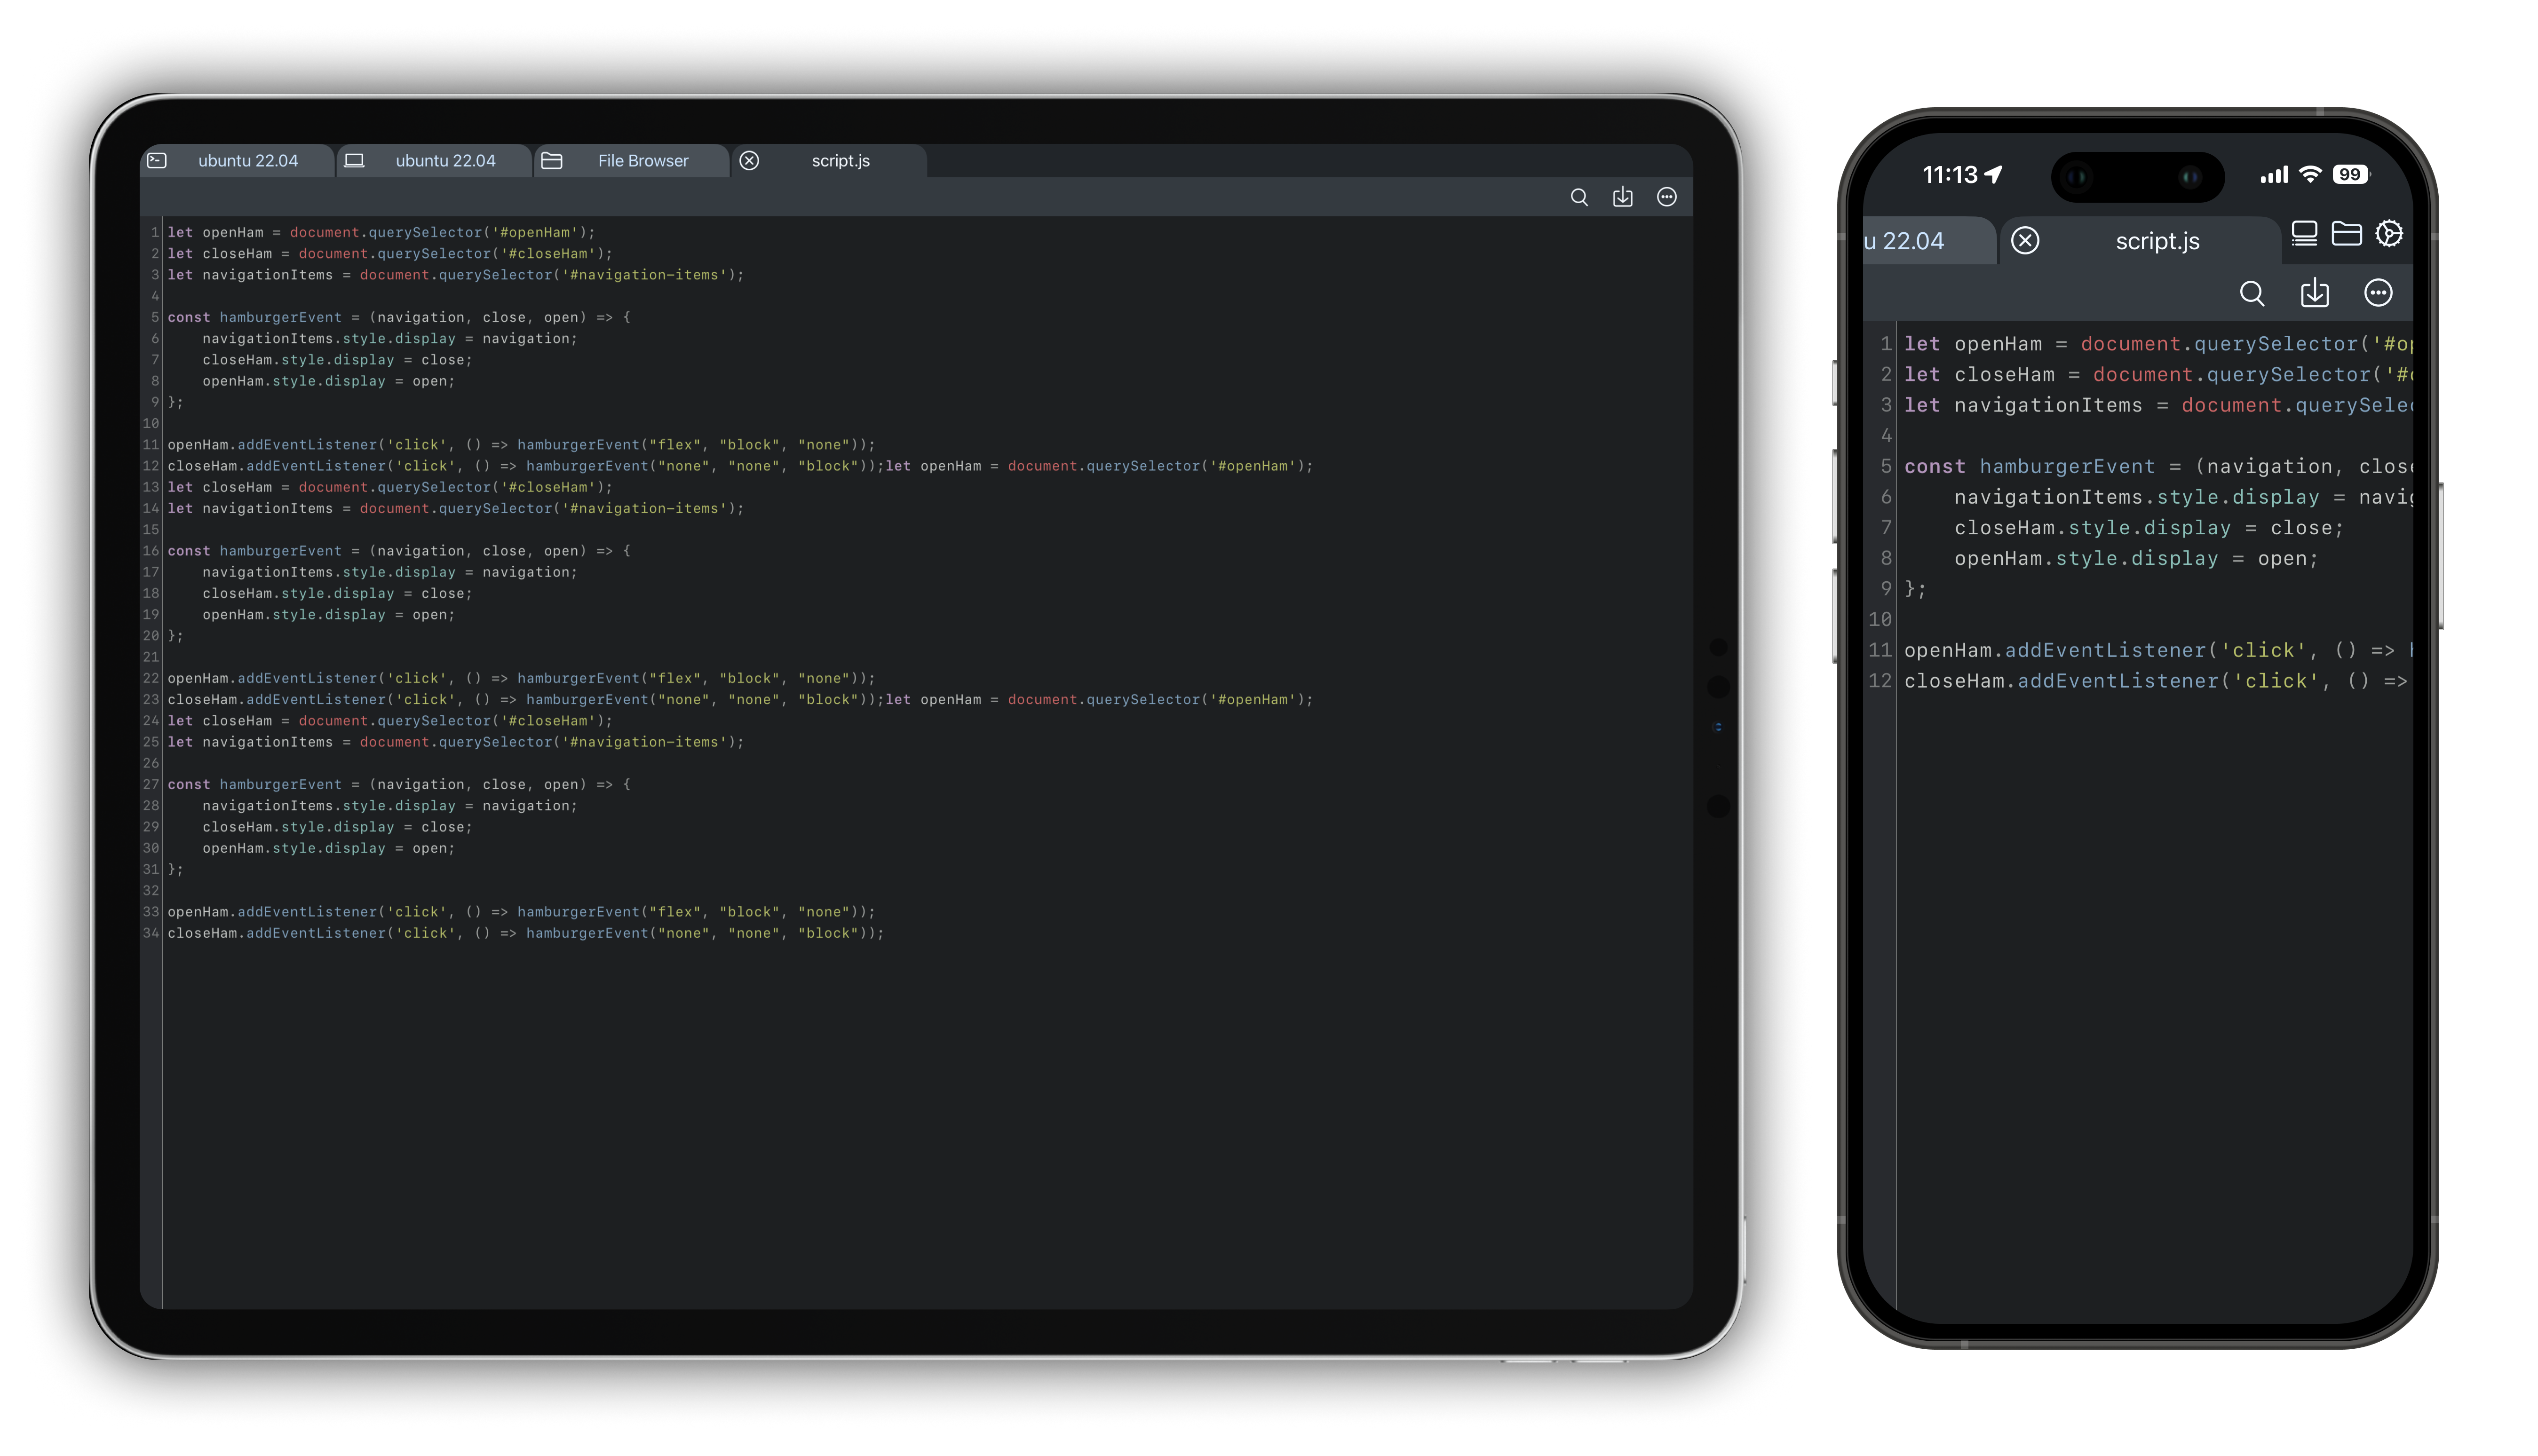 ubuntu 22.04 ubuntu 22.04 File Browser script.js
1 let openHam = document.querySelector('#openHam');
2 let closeHam = document.querySelector('#closeHam');
3 let navigationItems = document.querySelector('#navigation-items');
4
5 const hamburgerEvent = (navigation, close, open) => {
6     navigationItems.style.display = navigation;
7     closeHam.style.display = close;
8     openHam.style.display = open;
9 };
10
11 openHam.addEventListener('click', () => hamburgerEvent("flex", "block", "none"));
12 closeHam.addEventListener('click', () => hamburgerEvent("none", "none", "block"));let openHam = document.querySelector('#openHam');
13 let closeHam = document.querySelector('#closeHam');
14 let navigationItems = document.querySelector('#navigation-items');
15
16 const hamburgerEvent = (navigation, close, open) => {
17     navigationItems.style.display = navigation;
18     closeHam.style.display = close;
19     openHam.style.display = open;
20 };
21
22 openHam.addEventListener('click', () => hamburgerEvent("flex", "block", "none"));
23 closeHam.addEventListener('click', () => hamburgerEvent("none", "none", "block"));let openHam = document.querySelector('#openHam');
24 let closeHam = document.querySelector('#closeHam');
25 let navigationItems = document.querySelector('#navigation-items');
26
27 const hamburgerEvent = (navigation, close, open) => {
28     navigationItems.style.display = navigation;
29     closeHam.style.display = close;
30     openHam.style.display = open;
31 };
32
33 openHam.addEventListener('click', () => hamburgerEvent("flex", "block", "none"));
34 closeHam.addEventListener('click', () => hamburgerEvent("none", "none", "block"));
11:13 99
u 22.04 script.js
1 let openHam = document.querySelector('#op
2 let closeHam = document.querySelector('#c
3 let navigationItems = document.querySelec
4
5 const hamburgerEvent = (navigation, close
6     navigationItems.style.display = navig
7     closeHam.style.display = close;
8     openHam.style.display = open;
9 };
10
11 openHam.addEventListener('click', () => h
12 closeHam.addEventListener('click', () =>